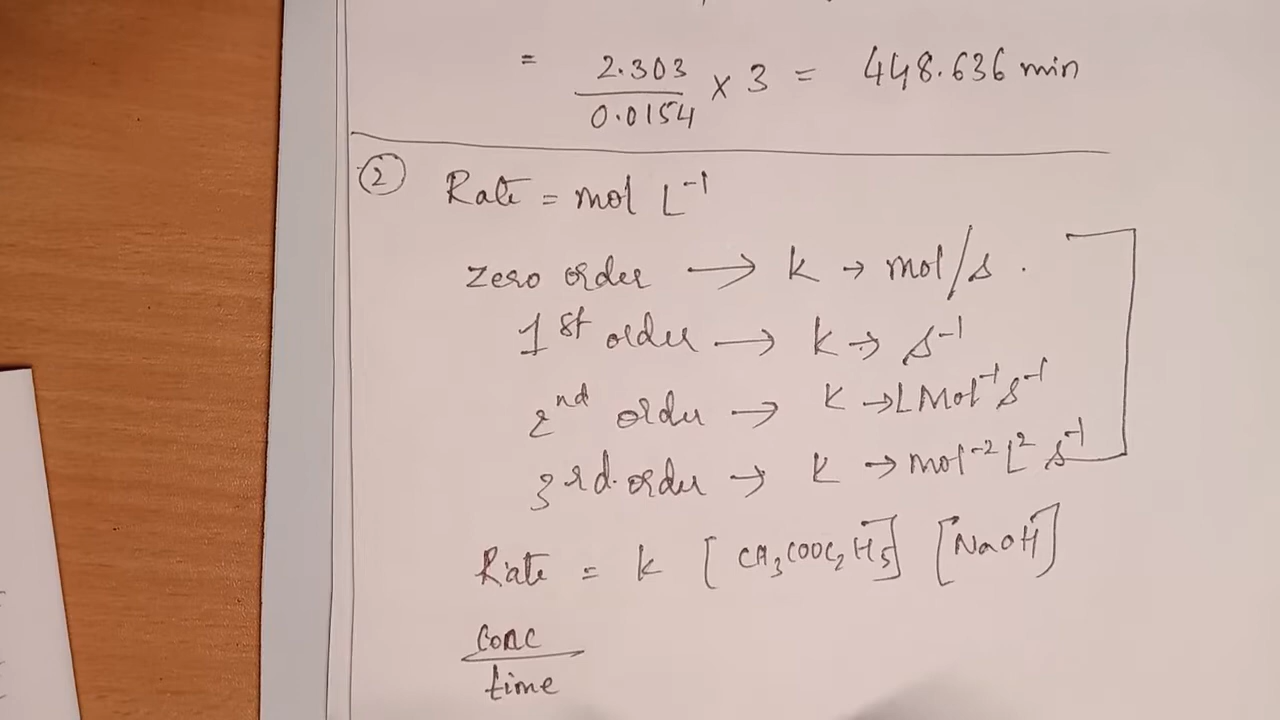 = 2.303/0.0154 × 3 = 448.636 min
② Rate = mol L⁻¹
Zero order → k → mol/s.
1st order → k → s⁻¹
2nd order → k → L Mol⁻¹ s⁻¹
3rd order → k → mol⁻² L² s⁻¹
Rate = k [CH₃COOC₂H₅] [NaOH]
Conc
time